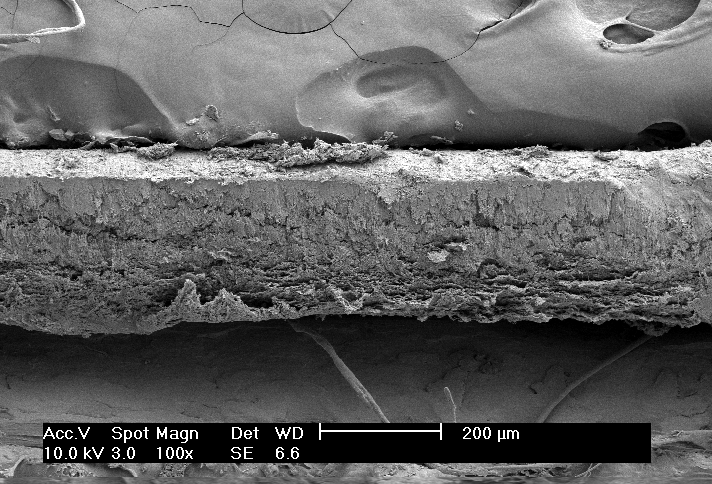 Acc.V Spot Magn Det WD 200 µm
10.0 kV 3.0 100x SE 6.6